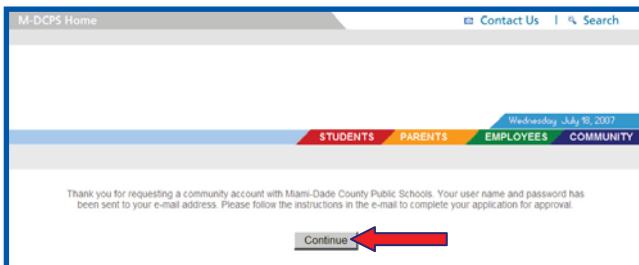 M-DCPS Home
Contact Us | Search
Wednesday July 18, 2007
STUDENTS PARENTS EMPLOYEES COMMUNITY
Thank you for requesting a community account with Miami-Dade County Public Schools. Your user name and password has
been sent to your e-mail address. Please follow the instructions in the e-mail to complete your application for approval.
Continue